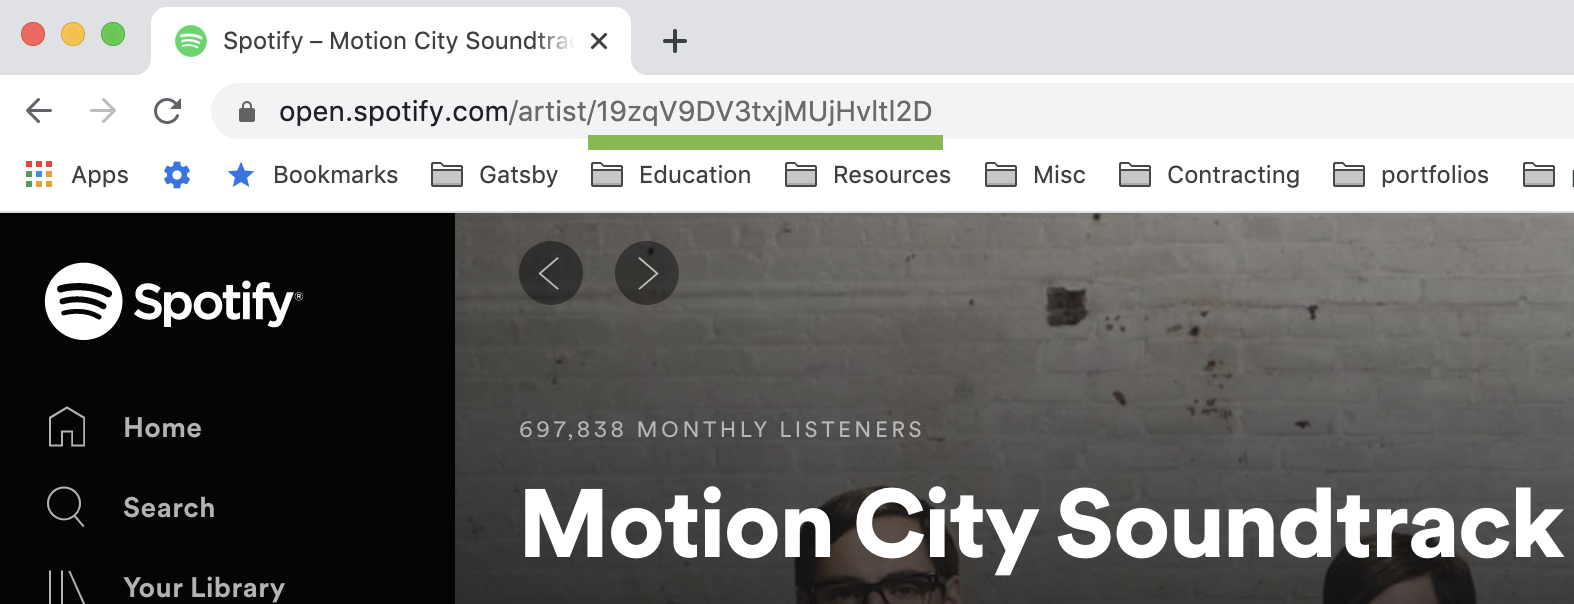 Spotify – Motion City Soundtra
open.spotify.com/artist/19zqV9DV3txjMUjHvltl2D
Apps Bookmarks Gatsby Education Resources Misc Contracting portfolios
Spotify®
697,838 MONTHLY LISTENERS
Motion City Soundtrack
Home
Search
Your Library